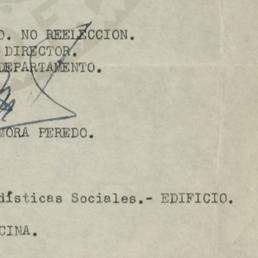 O. NO REELECCION.
DIRECTOR.
DEPARTAMENTO.
MORA PEREDO.
dísticas Sociales.- EDIFICIO.
CINA.